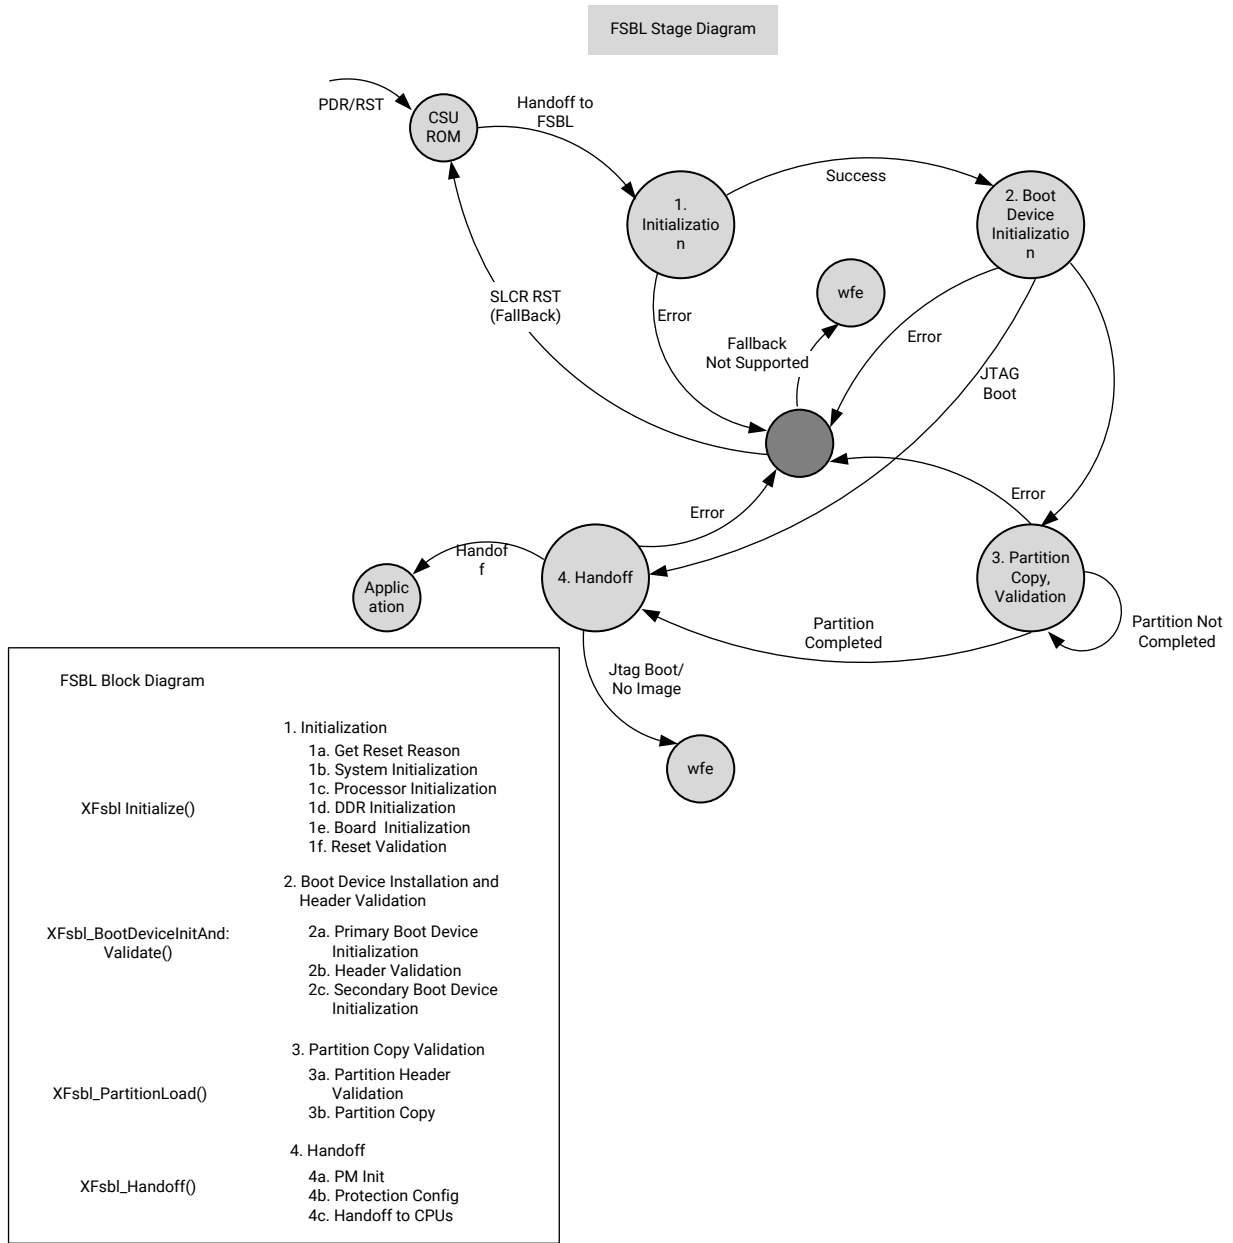 FSBL Stage Diagram
PDR/RST
CSU
ROM
Handoff to
FSBL
1.
Initializatio
n
Success
2. Boot
Device
Initializatio
n
wfe
SLCR RST
(FallBack)
Error
Fallback
Not Supported
Error
JTAG
Boot
Error
Error
Handof
f
Applic
ation
4. Handoff
3. Partition
Copy,
Validation
Partition
Completed
Partition Not
Completed
Jtag Boot/
No Image
wfe
FSBL Block Diagram
XFsbl Initialize()
1. Initialization
1a. Get Reset Reason
1b. System Initialization
1c. Processor Initialization
1d. DDR Initialization
1e. Board  Initialization
1f. Reset Validation
XFsbl_BootDeviceInitAnd:
Validate()
2. Boot Device Installation and
Header Validation
2a. Primary Boot Device
Initialization
2b. Header Validation
2c. Secondary Boot Device
Initialization
XFsbl_PartitionLoad()
3. Partition Copy Validation
3a. Partition Header
Validation
3b. Partition Copy
XFsbl_Handoff()
4. Handoff
4a. PM Init
4b. Protection Config
4c. Handoff to CPUs